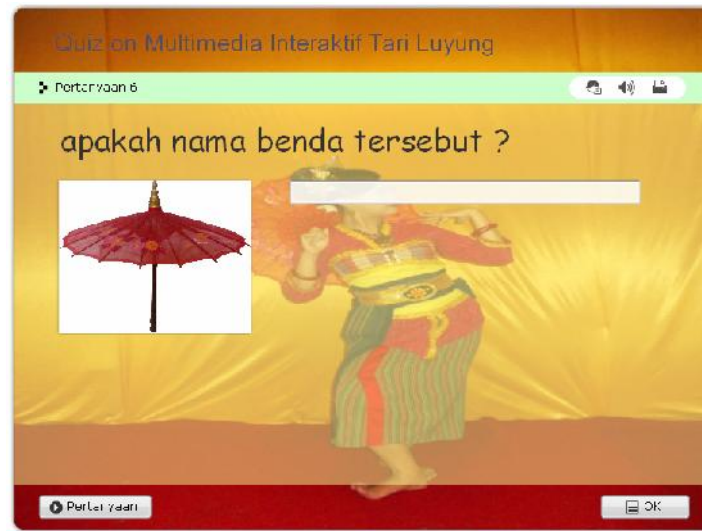 Quiz on Multimedia Interaktif Tari Luyung
Pertanyaan 6
apakah nama benda tersebut ?
Pertanyaan
OK